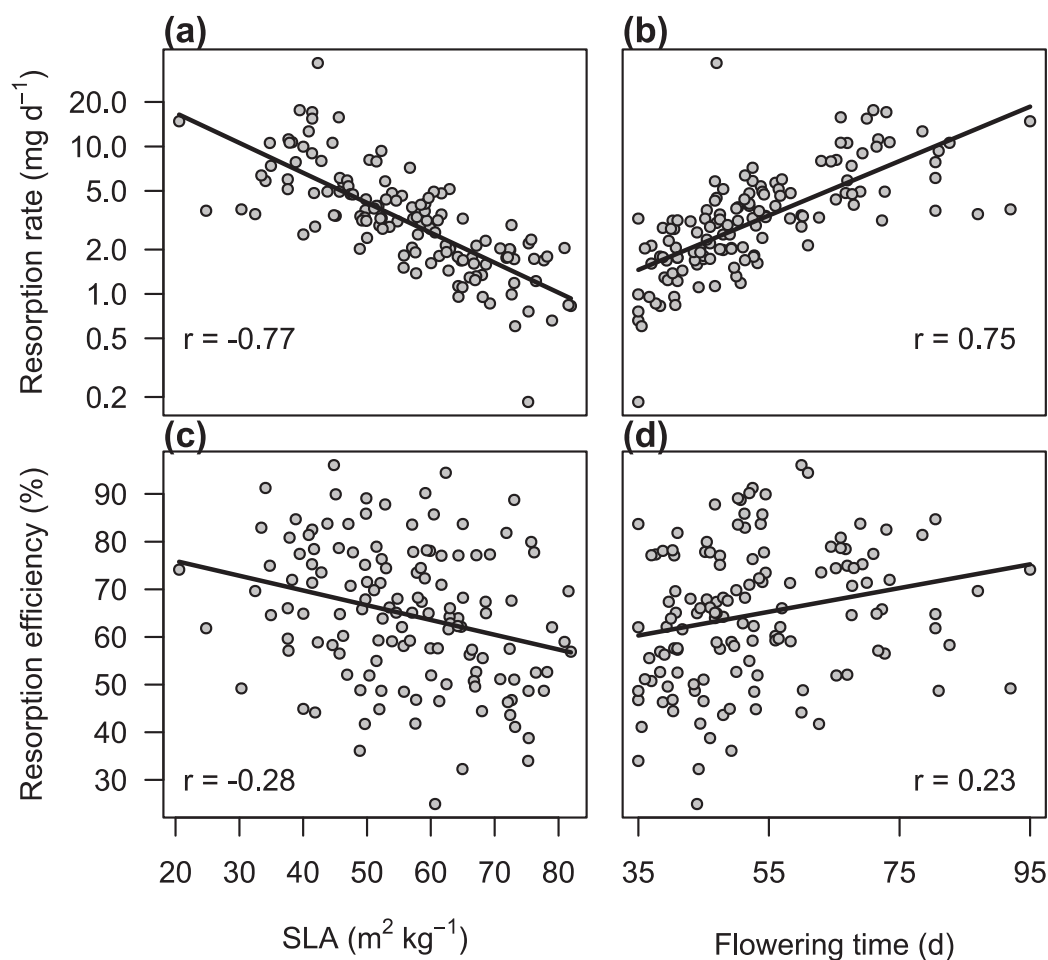 (a)
(b)
Resorption rate (mg d⁻¹)
20.0
10.0
5.0
2.0
1.0
0.5
0.2
r = -0.77
r = 0.75
(c)
(d)
Resorption efficiency (%)
90
80
70
60
50
40
30
r = -0.28
r = 0.23
20 30 40 50 60 70 80
35 55 75 95
SLA (m² kg⁻¹)
Flowering time (d)